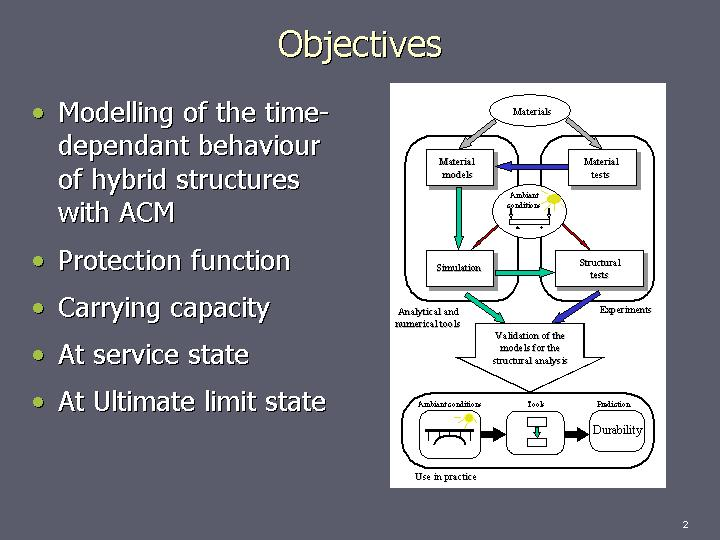 Objectives
• Modelling of the time-
dependant behaviour
of hybrid structures
with ACM
• Protection function
• Carrying capacity
• At service state
• At Ultimate limit state
Materials
Material
models
Material
tests
Ambiant
conditions
Simulation
Structural
tests
Analytical and
numerical tools
Experiments
Validation of the
models for the
structural analysis
Ambiant conditions
Tools
Prediction
Durability
Use in practice
2